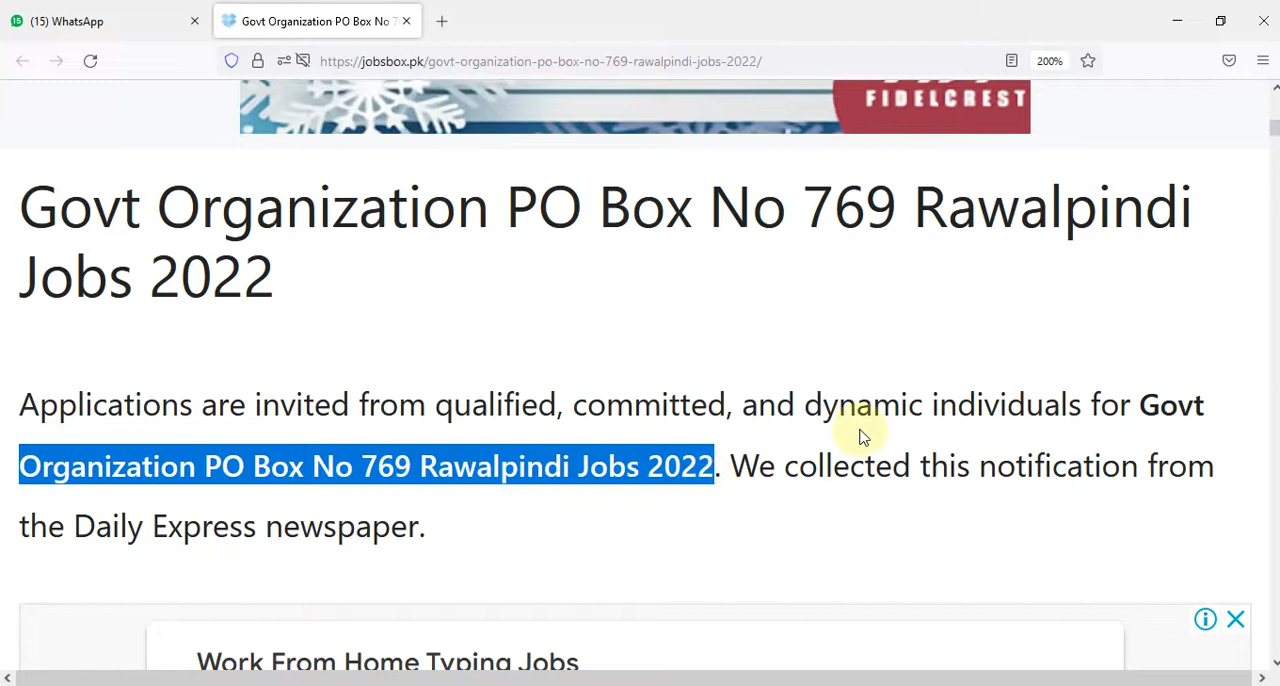 (15) WhatsApp
Govt Organization PO Box No 7
https://jobsbox.pk/govt-organization-po-box-no-769-rawalpindi-jobs-2022/
200%
FIDELCREST
Govt Organization PO Box No 769 Rawalpindi
Jobs 2022
Applications are invited from qualified, committed, and dynamic individuals for Govt
Organization PO Box No 769 Rawalpindi Jobs 2022. We collected this notification from
the Daily Express newspaper.
Work From Home Typing Jobs